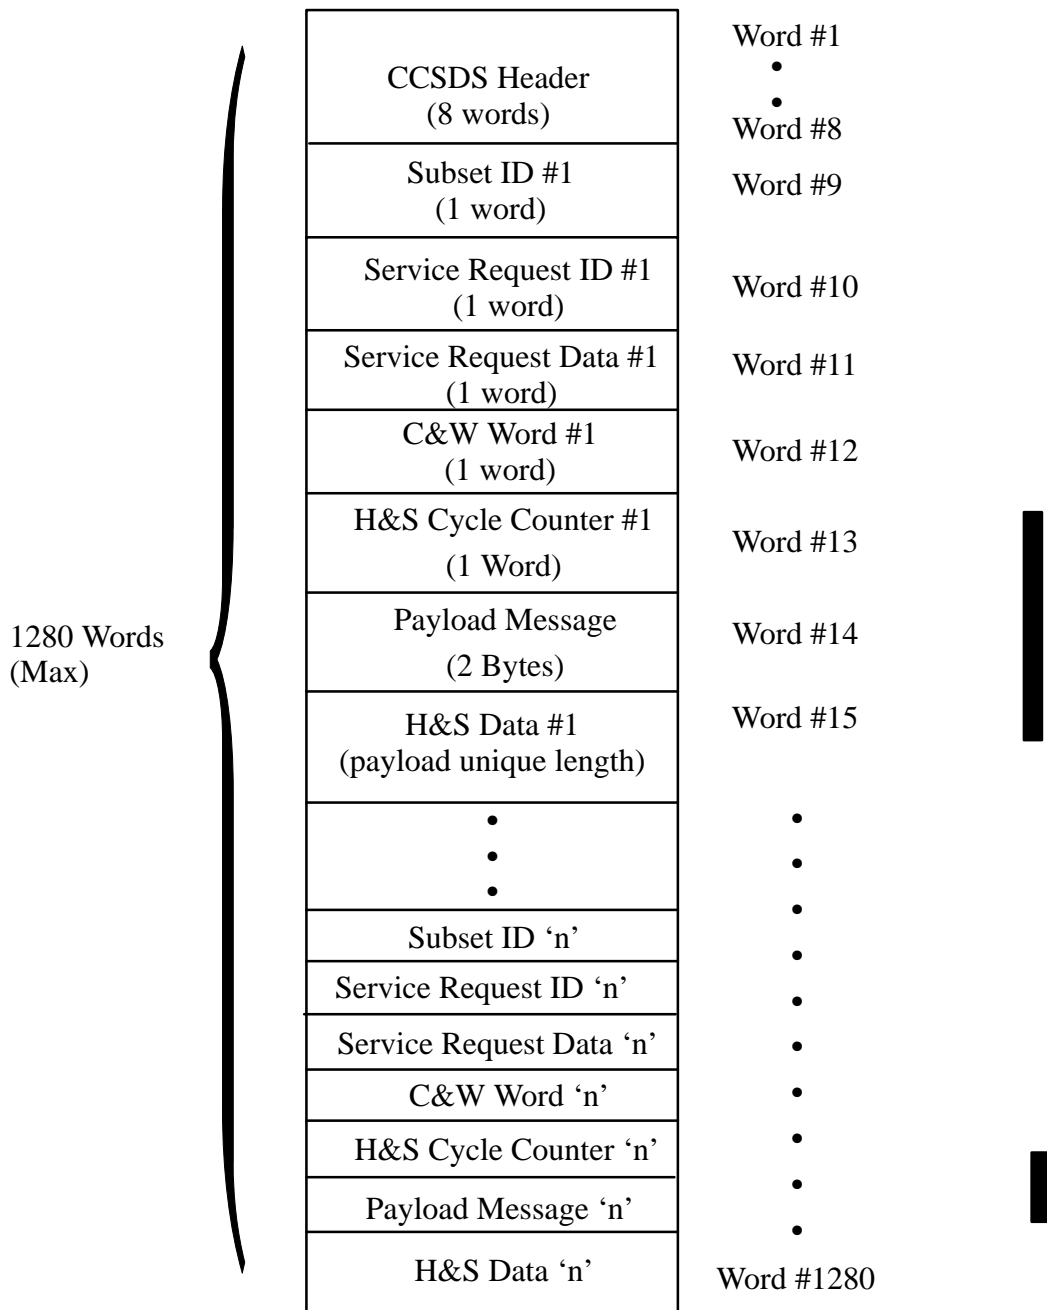 Word #1
CCSDS Header
(8 words)
Word #8
Subset ID #1
(1 word)
Word #9
Service Request ID #1
(1 word)
Word #10
Service Request Data #1
(1 word)
Word #11
C&W Word #1
(1 word)
Word #12
H&S Cycle Counter #1
(1 Word)
Word #13
1280 Words
(Max)
Payload Message
(2 Bytes)
Word #14
H&S Data #1
(payload unique length)
Word #15
Subset ID ‘n’
Service Request ID ‘n’
Service Request Data ‘n’
C&W Word ‘n’
H&S Cycle Counter ‘n’
Payload Message ‘n’
H&S Data ‘n’
Word #1280